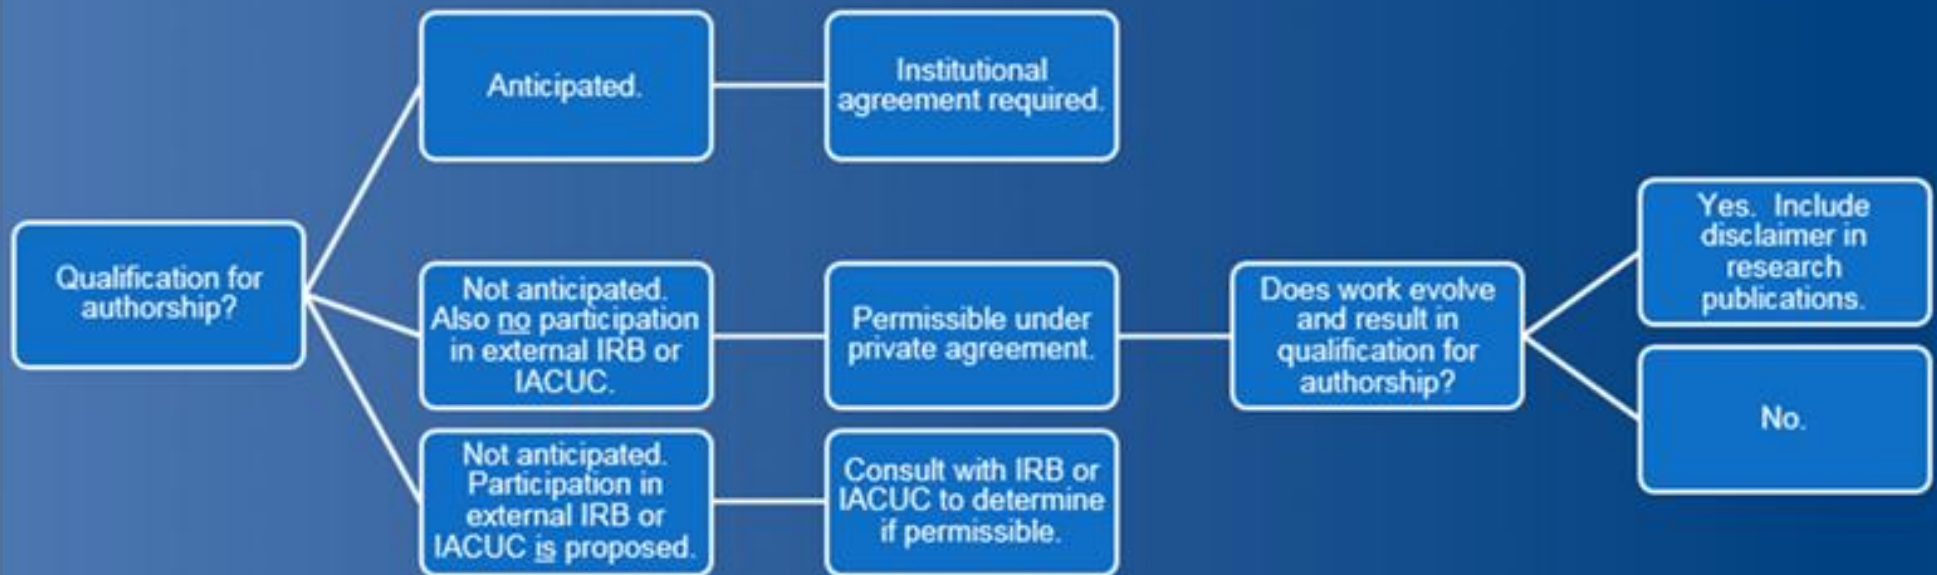 Qualification for
authorship?
Anticipated.
Institutional
agreement required.
Not anticipated.
Also no participation
in external IRB or
IACUC.
Permissible under
private agreement.
Does work evolve
and result in
qualification for
authorship?
Yes.  Include
disclaimer in
research
publications.
No.
Not anticipated.
Participation in
external IRB or
IACUC is proposed.
Consult with IRB or
IACUC to determine
if permissible.